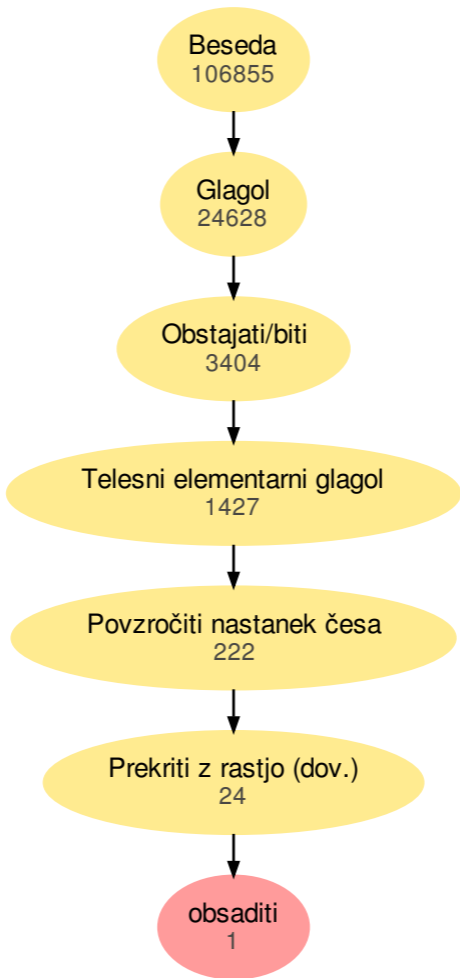 Beseda
106855
Glagol
24628
Obstajati/biti
3404
Telesni elementarni glagol
1427
Povzročiti nastanek česa
222
Prekriti z rastjo (dov.)
24
obsaditi
1